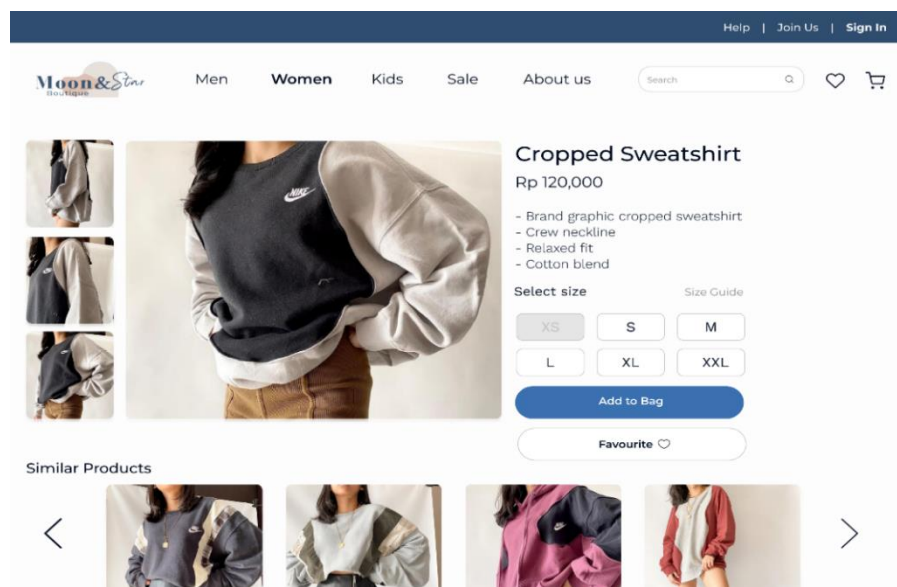 Help | Join Us | Sign In
Moon&Star
Boutique
Men Women Kids Sale About us Search
Cropped Sweatshirt
Rp 120,000
- Brand graphic cropped sweatshirt
- Crew neckline
- Relaxed fit
- Cotton blend
Select size Size Guide
XS S M
L XL XXL
Add to Bag
Favourite
NIKE
Similar Products